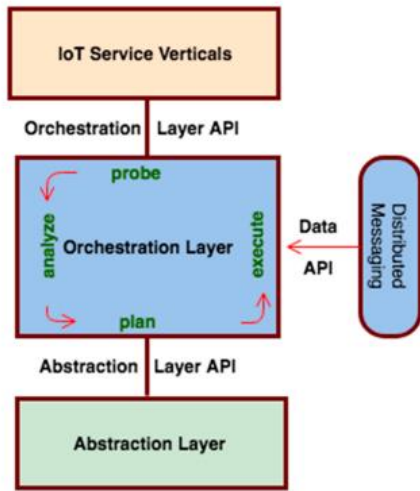 IoT Service Verticals
Orchestration Layer API
probe
analyze
Orchestration Layer
execute
plan
Data
API
Distributed
Messaging
Abstraction Layer API
Abstraction Layer